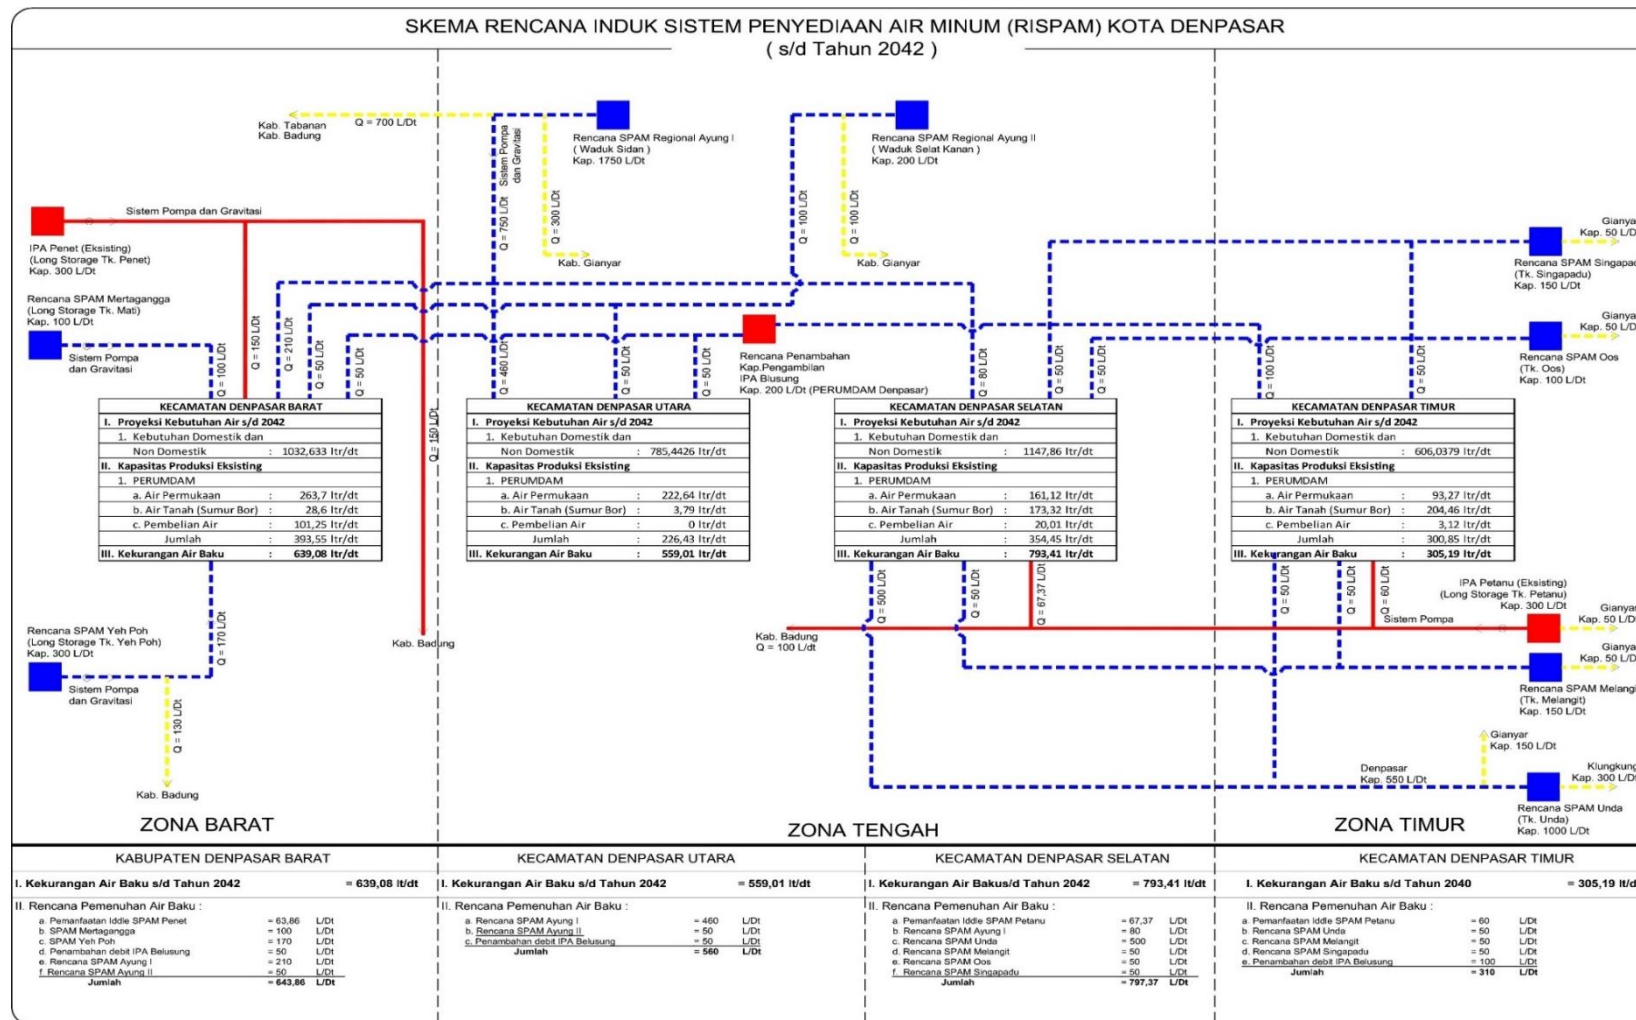 SKEMA RENCANA INDUK SISTEM PENYEDIAAN AIR MINUM (RISPAM) KOTA DENPASAR
( s/d Tahun 2042 )
Kab. Tabanan
Kab. Badung
Q = 700 L/Dt
Rencana SPAM Regional Ayung I
( Waduk Sidan )
Kap. 1750 L/Dt
Sistem Pompa
dan Gravitasi
Q = 750 L/Dt
Q = 300 L/Dt
Kab. Gianyar
Rencana SPAM Regional Ayung II
( Waduk Selat Kanan )
Kap. 200 L/Dt
Q = 100 L/Dt
Q = 100 L/Dt
Kab. Gianyar
Sistem Pompa dan Gravitasi
IPA Penet (Eksisting)
(Long Storage Tk. Penet)
Kap. 300 L/Dt
Rencana SPAM Mertagangga
(Long Storage Tk. Mati)
Kap. 100 L/Dt
Sistem Pompa
dan Gravitasi
Q = 100 L/Dt
Q = 150 L/Dt
Q = 210 L/Dt
Q = 50 L/Dt
Q = 50 L/Dt
Q = 150 L/Dt
Kab. Badung
Q = 460 L/Dt
Q = 50 L/Dt
Q = 50 L/Dt
Rencana Penambahan
Kap.Pengambilan
IPA Blusung
Kap. 200 L/Dt (PERUMDAM Denpasar)
Q = 80 L/Dt
Q = 50 L/Dt
Q = 50 L/Dt
Q = 100 L/Dt
Q = 50 L/Dt
Gianya
Kap. 50 L/D
Rencana SPAM Singapad
(Tk. Singapadu)
Kap. 150 L/Dt
Gianya
Kap. 50 L/D
Rencana SPAM Oos
(Tk. Oos)
Kap. 100 L/Dt
KECAMATAN DENPASAR BARAT
I. Proyeksi Kebutuhan Air s/d 2042
1. Kebutuhan Domestik dan
Non Domestik : 1032,633 ltr/dt
II. Kapasitas Produksi Eksisting
1. PERUMDAM
a. Air Permukaan : 263,7 ltr/dt
b. Air Tanah (Sumur Bor) : 28,6 ltr/dt
c. Pembelian Air : 101,25 ltr/dt
Jumlah : 393,55 ltr/dt
III. Kekurangan Air Baku : 639,08 ltr/dt
KECAMATAN DENPASAR UTARA
I. Proyeksi Kebutuhan Air s/d 2042
1. Kebutuhan Domestik dan
Non Domestik : 785,4426 ltr/dt
II. Kapasitas Produksi Eksisting
1. PERUMDAM
a. Air Permukaan : 222,64 ltr/dt
b. Air Tanah (Sumur Bor) : 3,79 ltr/dt
c. Pembelian Air : 0 ltr/dt
Jumlah : 226,43 ltr/dt
III. Kekurangan Air Baku : 559,01 ltr/dt
KECAMATAN DENPASAR SELATAN
I. Proyeksi Kebutuhan Air s/d 2042
1. Kebutuhan Domestik dan
Non Domestik : 1147,86 ltr/dt
II. Kapasitas Produksi Eksisting
1. PERUMDAM
a. Air Permukaan : 161,12 ltr/dt
b. Air Tanah (Sumur Bor) : 173,32 ltr/dt
c. Pembelian Air : 20,01 ltr/dt
Jumlah : 354,45 ltr/dt
III. Kekurangan Air Baku : 793,41 ltr/dt
KECAMATAN DENPASAR TIMUR
I. Proyeksi Kebutuhan Air s/d 2042
1. Kebutuhan Domestik dan
Non Domestik : 606,0379 ltr/dt
II. Kapasitas Produksi Eksisting
1. PERUMDAM
a. Air Permukaan : 93,27 ltr/dt
b. Air Tanah (Sumur Bor) : 204,46 ltr/dt
c. Pembelian Air : 3,12 ltr/dt
Jumlah : 300,85 ltr/dt
III. Kekurangan Air Baku : 305,19 ltr/dt
Q = 170 L/Dt
Rencana SPAM Yeh Poh
(Long Storage Tk. Yeh Poh)
Kap. 300 L/Dt
Sistem Pompa
dan Gravitasi
Q = 130 L/Dt
Kab. Badung
Q = 500 L/Dt
Q = 50 L/Dt
Q = 67,37 L/Dt
Kab. Badung
Q = 100 L/dt
Q = 50 L/Dt
Q = 50 L/Dt
Q = 60 L/Dt
Sistem Pompa
IPA Petanu (Eksisting)
(Long Storage Tk. Petanu)
Kap. 300 L/Dt
Gianya
Kap. 50 L/D
Gianya
Kap. 50 L/D
Rencana SPAM Melangi
(Tk. Melangit)
Kap. 150 L/Dt
Gianyar
Kap. 150 L/Dt
Denpasar
Kap. 550 L/Dt
Klungkung
Kap. 300 L/D
Rencana SPAM Unda
(Tk. Unda)
Kap. 1000 L/Dt
ZONA BARAT
ZONA TENGAH
ZONA TIMUR
KABUPATEN DENPASAR BARAT
I. Kekurangan Air Baku s/d Tahun 2042 = 639,08 lt/dt
II. Rencana Pemenuhan Air Baku :
a. Pemanfaatan Iddle SPAM Penet = 63,86 L/Dt
b. SPAM Mertagangga = 100 L/Dt
c. SPAM Yeh Poh = 170 L/Dt
d. Penambahan debit IPA Belusung = 50 L/Dt
e. Rencana SPAM Ayung I = 210 L/Dt
f. Rencana SPAM Ayung II = 50 L/Dt
Jumlah = 643,86 L/Dt
KECAMATAN DENPASAR UTARA
I. Kekurangan Air Baku s/d Tahun 2042 = 559,01 lt/dt
II. Rencana Pemenuhan Air Baku :
a. Rencana SPAM Ayung I = 460 L/Dt
b. Rencana SPAM Ayung II = 50 L/Dt
c. Penambahan debit IPA Belusung = 50 L/Dt
Jumlah = 560 L/Dt
KECAMATAN DENPASAR SELATAN
I. Kekurangan Air Bakus/d Tahun 2042 = 793,41 lt/dt
II. Rencana Pemenuhan Air Baku :
a. Pemanfaatan Iddle SPAM Petanu = 67,37 L/Dt
b. Rencana SPAM Ayung I = 80 L/Dt
c. Rencana SPAM Unda = 500 L/Dt
d. Rencana SPAM Melangit = 50 L/Dt
e. Rencana SPAM Oos = 50 L/Dt
f. Rencana SPAM Singapadu = 50 L/Dt
Jumlah = 797,37 L/Dt
KECAMATAN DENPASAR TIMUR
I. Kekurangan Air Baku s/d Tahun 2040 = 305,19 lt/d
II. Rencana Pemenuhan Air Baku :
a. Pemanfaatan Iddle SPAM Petanu = 60 L/Dt
b. Rencana SPAM Unda = 50 L/Dt
c. Rencana SPAM Melangit = 50 L/Dt
d. Rencana SPAM Singapadu = 50 L/Dt
e. Penambahan debit IPA Belusung = 100 L/Dt
Jumlah = 310 L/Dt